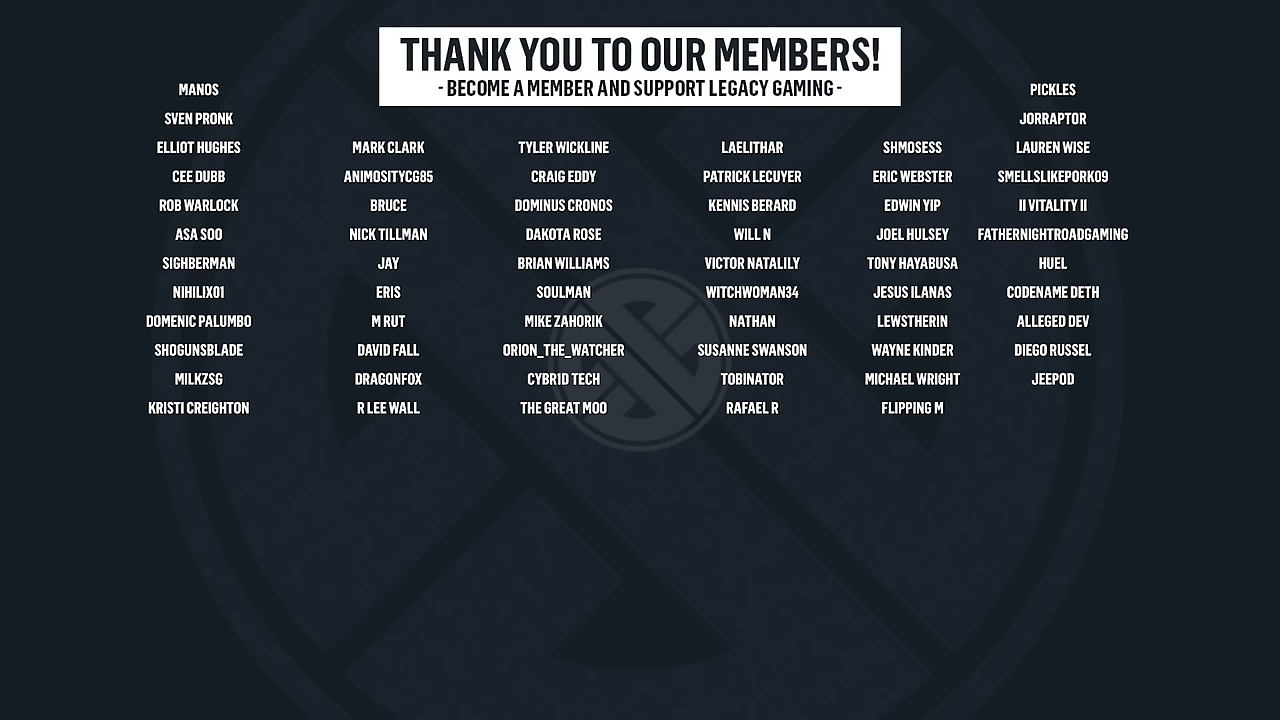 THANK YOU TO OUR MEMBERS!
- BECOME A MEMBER AND SUPPORT LEGACY GAMING -
MANOS
SVEN PRONK
ELLIOT HUGHES
CEE DUBB
ROB WARLOCK
ASA SOO
SIGHBERMAN
NIHILIX01
DOMENIC PALUMBO
SHOGUNSBLADE
MILKZSG
KRISTI CREIGHTON
MARK CLARK
ANIMOSITYCG85
BRUCE
NICK TILLMAN
JAY
ERIS
M RUT
DAVID FALL
DRAGONFOX
R LEE WALL
TYLER WICKLINE
CRAIG EDDY
DOMINUS CRONOS
DAKOTA ROSE
BRIAN WILLIAMS
SOULMAN
MIKE ZAHORIK
ORION_THE_WATCHER
CYBR1D TECH
THE GREAT MOO
LAELITHAR
PATRICK LECUYER
KENNIS BERARD
WILL N
VICTOR NATALILY
WITCHWOMAN34
NATHAN
SUSANNE SWANSON
TOBINATOR
RAFAEL R
SHMOSESS
ERIC WEBSTER
EDWIN YIP
JOEL HULSEY
TONY HAYABUSA
JESUS ILANAS
LEWSTHERIN
WAYNE KINDER
MICHAEL WRIGHT
FLIPPING M
PICKLES
JORRAPTOR
LAUREN WISE
SMELLSLIKEPORK09
II VITALITY II
FATHERNIGHTROADGAMING
HUEL
CODENAME DETH
ALLEGED DEV
DIEGO RUSSEL
JEEPOD